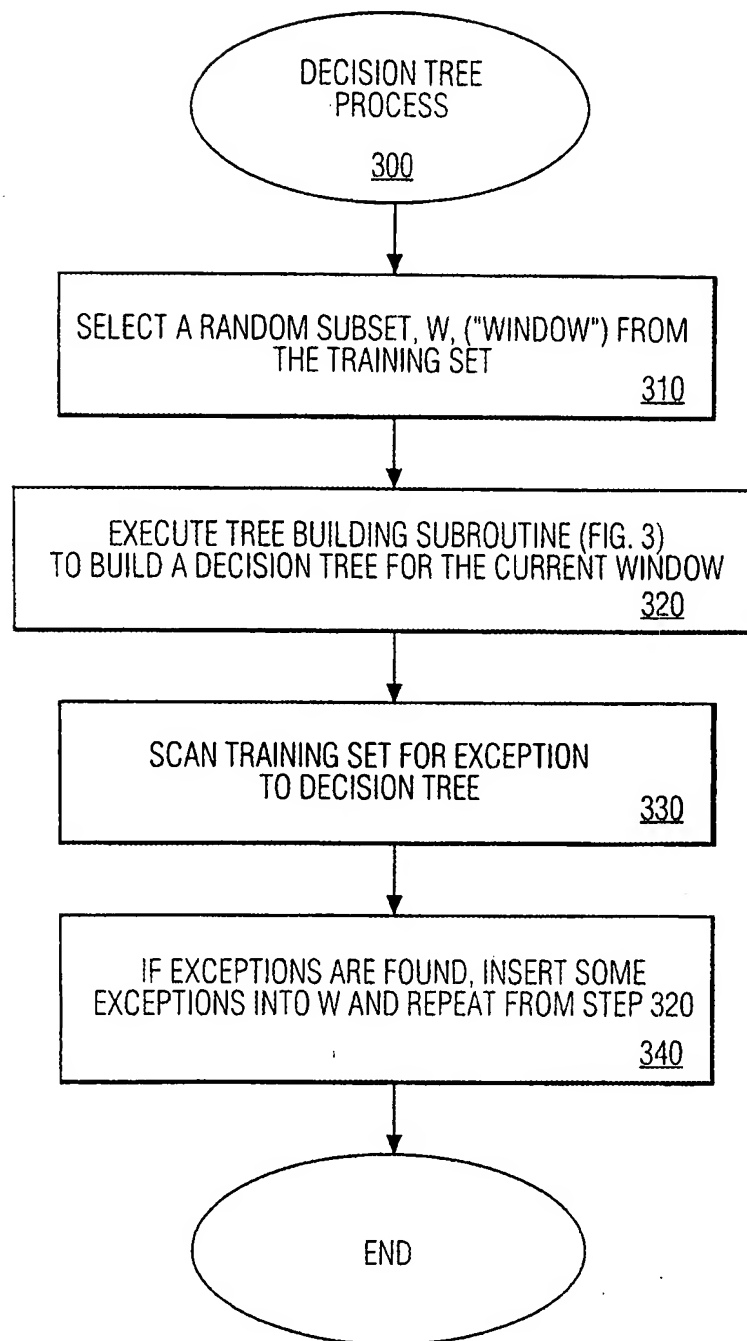 DECISION TREE
PROCESS
300
SELECT A RANDOM SUBSET, W, ("WINDOW") FROM
THE TRAINING SET
310
EXECUTE TREE BUILDING SUBROUTINE (FIG. 3)
TO BUILD A DECISION TREE FOR THE CURRENT WINDOW
320
SCAN TRAINING SET FOR EXCEPTION
TO DECISION TREE
330
IF EXCEPTIONS ARE FOUND, INSERT SOME
EXCEPTIONS INTO W AND REPEAT FROM STEP 320
340
END